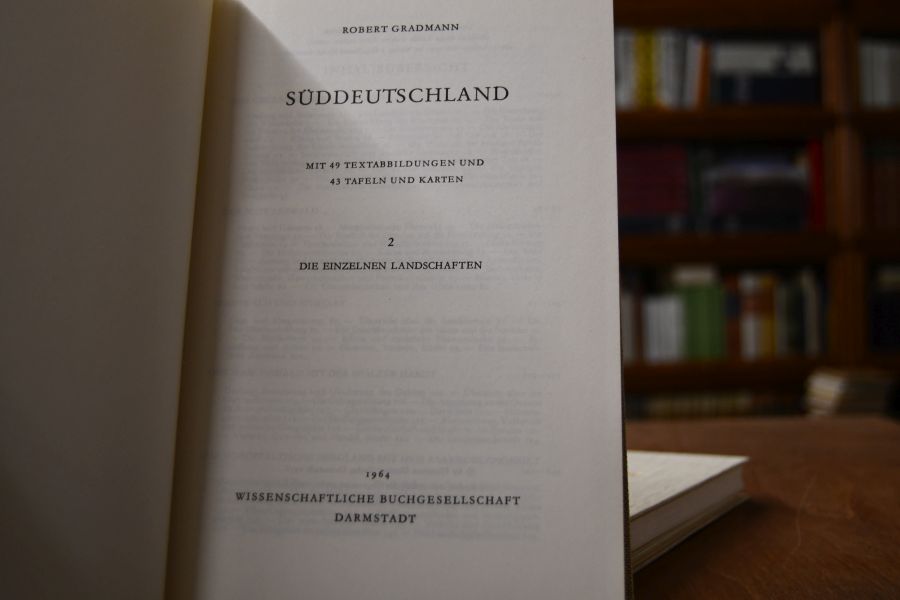 ROBERT GRADMANN
SÜDDEUTSCHLAND
MIT 49 TEXTABBILDUNGEN UND
43 TAFELN UND KARTEN
2
DIE EINZELNEN LANDSCHAFTEN
1964
WISSENSCHAFTLICHE BUCHGESELLSCHAFT
DARMSTADT